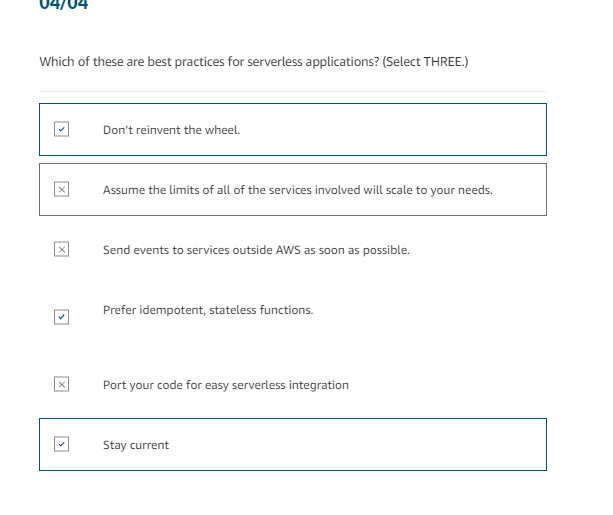 04/04
Which of these are best practices for serverless applications? (Select THREE.)
Don't reinvent the wheel.
Assume the limits of all of the services involved will scale to your needs.
Send events to services outside AWS as soon as possible.
Prefer idempotent, stateless functions.
Port your code for easy serverless integration
Stay current